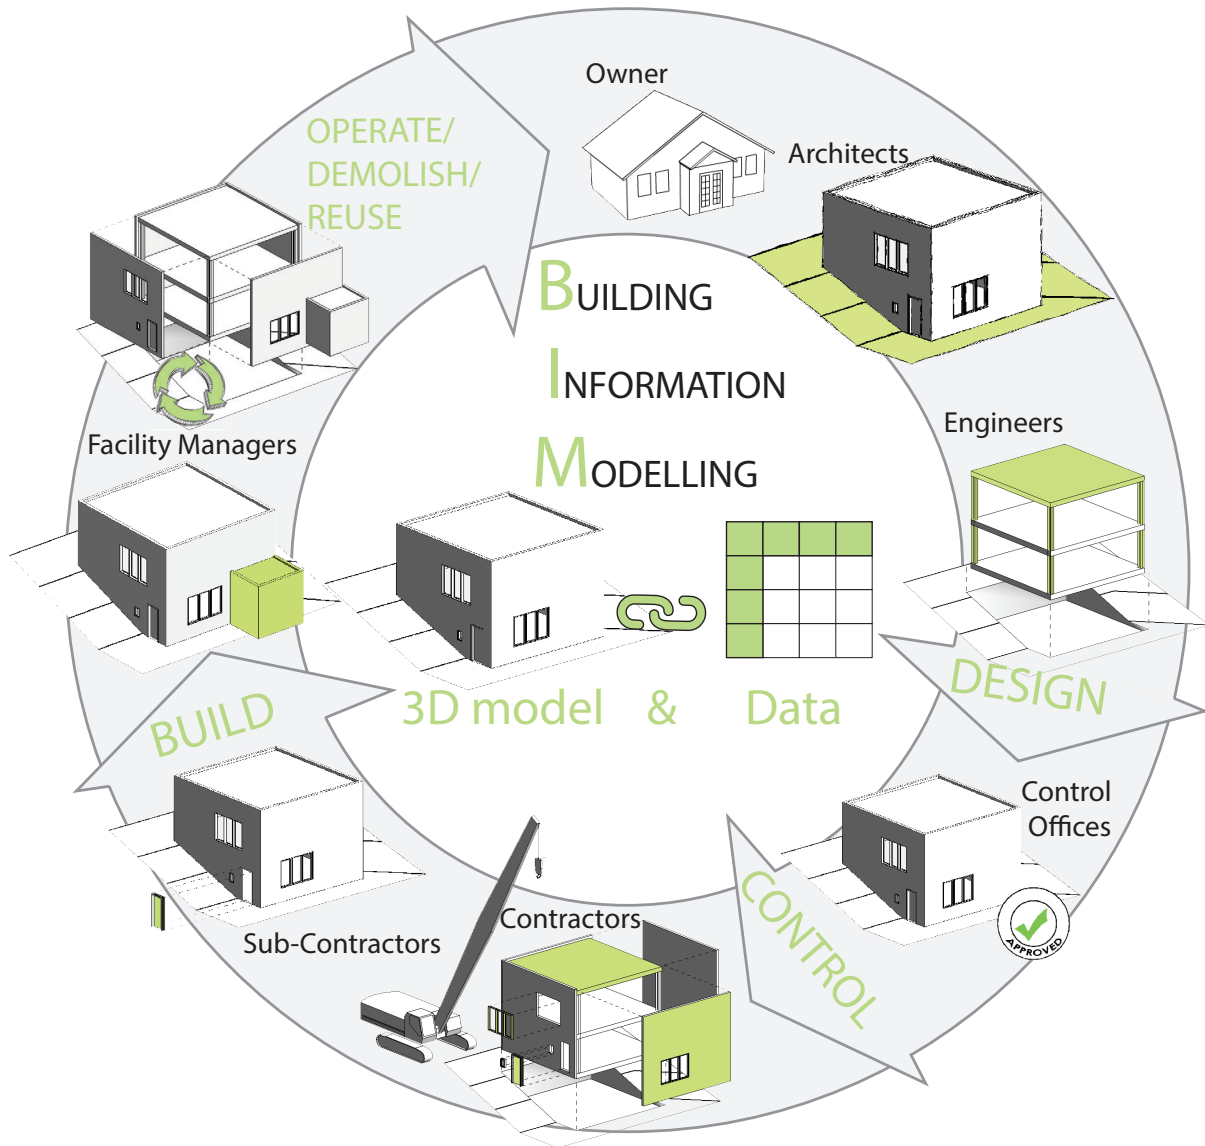 Owner
Architects
OPERATE/
DEMOLISH/
REUSE
BUILDING
INFORMATION
MODELLING
Engineers
Facility Managers
3D model & Data
DESIGN
BUILD
Control
Offices
APPROVED
CONTROL
Contractors
Sub-Contractors